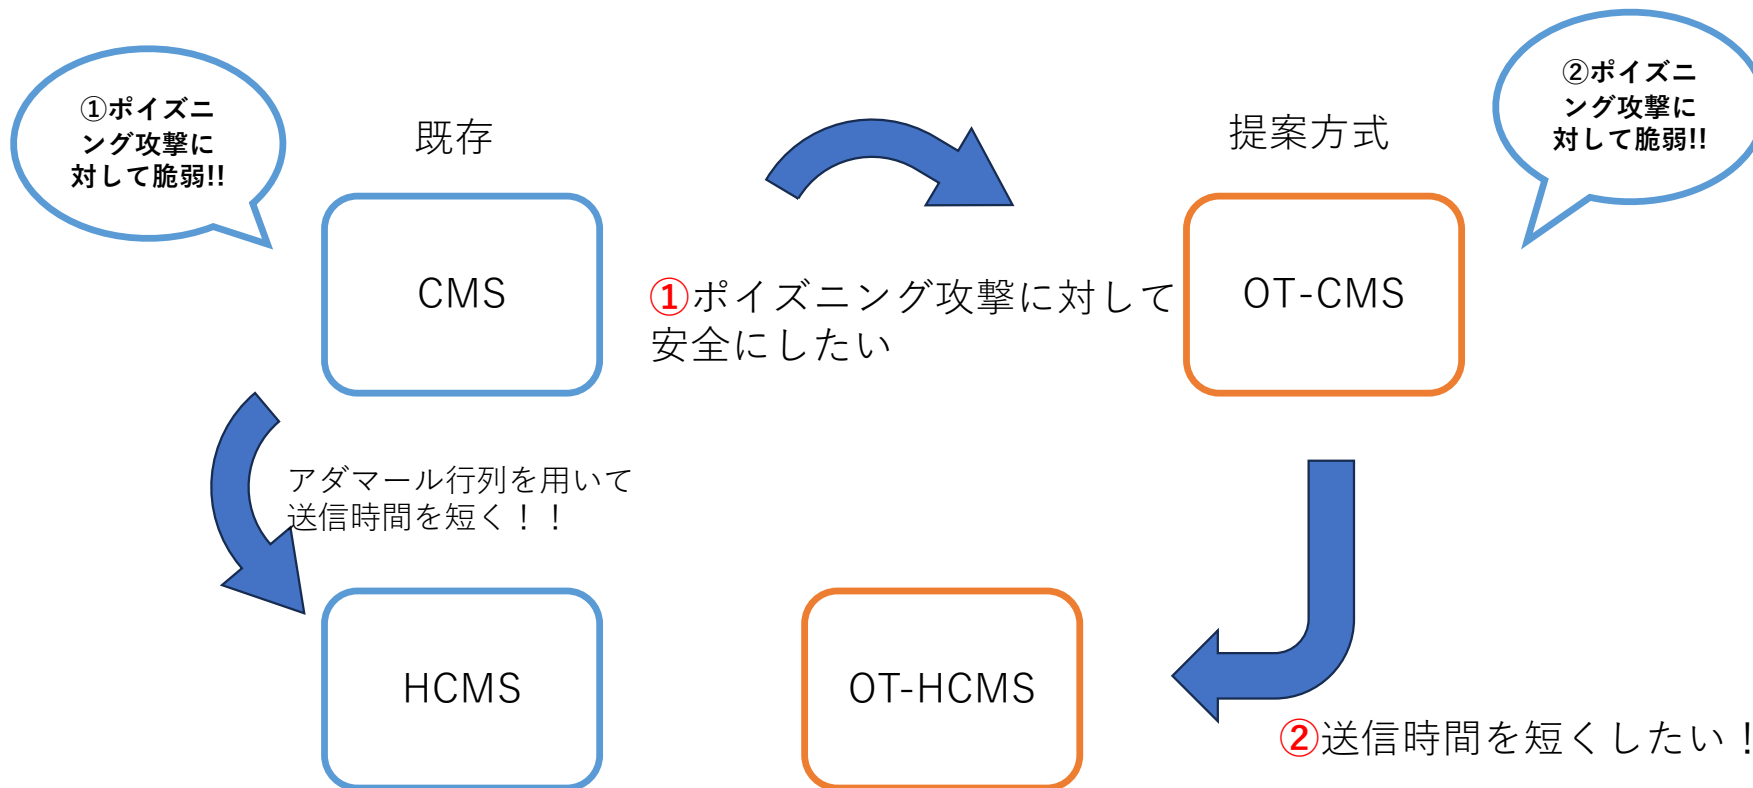 ①ポイズニ
ング攻撃に
対して脆弱!!
既存
提案方式
②ポイズニ
ング攻撃に
対して脆弱!!
CMS
①ポイズニング攻撃に対して
安全にしたい
OT-CMS
アダマール行列を用いて
送信時間を短く！！
HCMS
OT-HCMS
②送信時間を短くしたい！